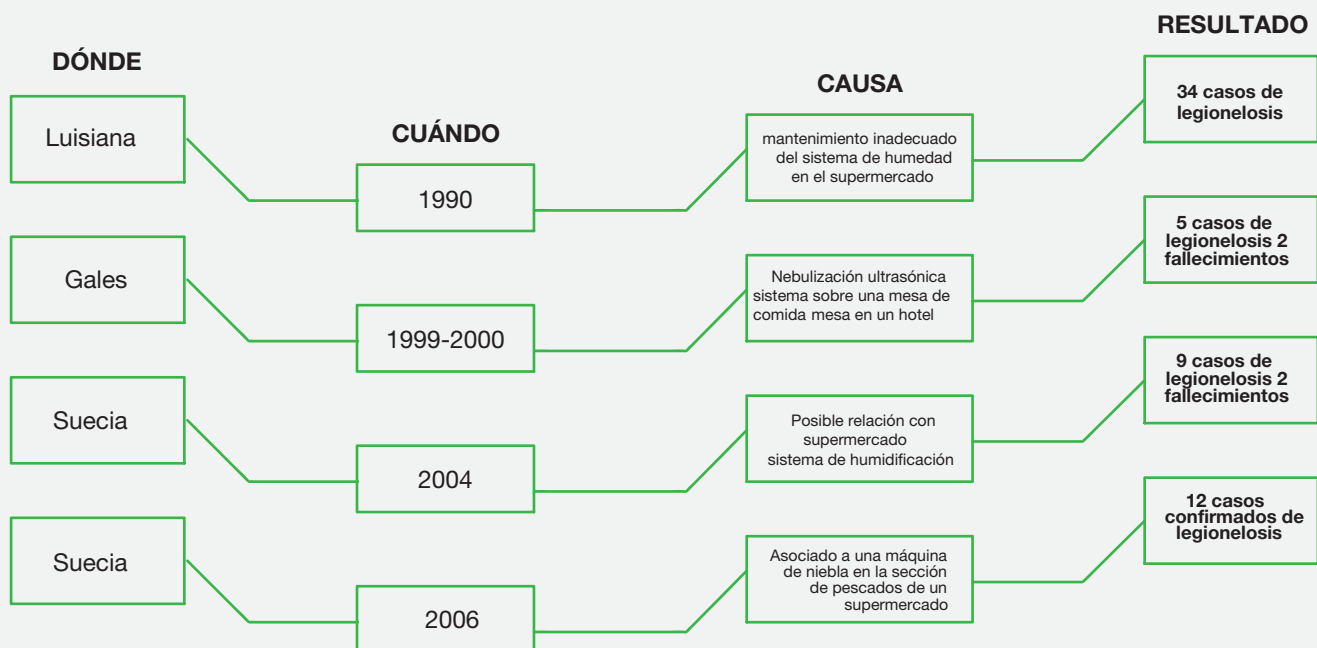 DÓNDE
CUÁNDO
CAUSA
RESULTADO
Luisiana
1990
mantenimiento inadecuado
del sistema de humedad
en el supermercado
34 casos de
legionelosis
Gales
1999-2000
Nebulización ultrasónica
sistema sobre una mesa de
comida mesa en un hotel
5 casos de
legionelosis 2
fallecimientos
Suecia
2004
Posible relación con
supermercado
sistema de humidificación
9 casos de
legionelosis 2
fallecimientos
Suecia
2006
Asociado a una máquina
de niebla en la sección
de pescados de un
supermercado
12 casos
confirmados de
legionelosis